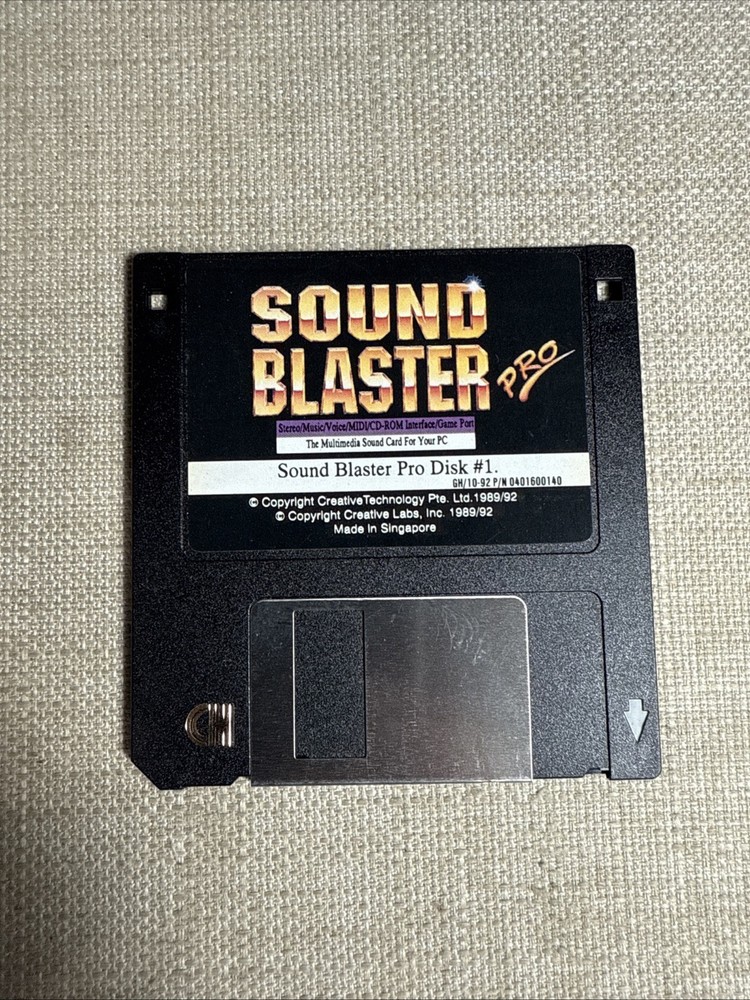 SOUND
BLASTER PRO
Stereo/Music/Voice/MIDI/CD-ROM Interface/Game Port
The Multimedia Sound Card For Your PC
Sound Blaster Pro Disk #1.
GH/10-92 P/N 0401600140
© Copyright CreativeTechnology Pte. Ltd.1989/92
© Copyright Creative Labs, Inc. 1989/92
Made in Singapore